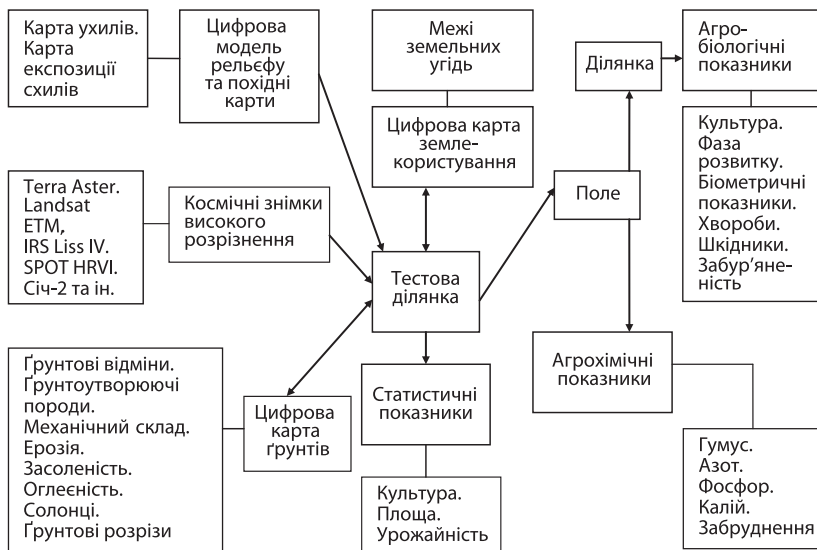 Карта ухилів.
Карта
експозиції
схилів
Цифрова
модель
рельєфу
та похідні
карти
Межі
земельних
угідь
Ділянка
Агро-
біологічні
показники
Цифрова карта
земле-
користування
Культура.
Фаза
розвитку.
Біометричні
показники.
Хвороби.
Шкідники.
Забур’яне-
ність
Terra Aster.
Landsat
ETM,
IRS Liss IV.
SPOT HRVI.
Січ-2 та ін.
Космічні знімки
високого
розрізнення
Поле
Тестова
ділянка
Ґрунтові відміни.
Ґрунтоутворюючі
породи.
Механічний склад.
Ерозія.
Засоленість.
Оглеєність.
Солонці.
Ґрунтові розрізи
Цифрова
карта
ґрунтів
Статистичні
показники
Агрохімічні
показники
Культура.
Площа.
Урожайність
Гумус.
Азот.
Фосфор.
Калій.
Забруднення